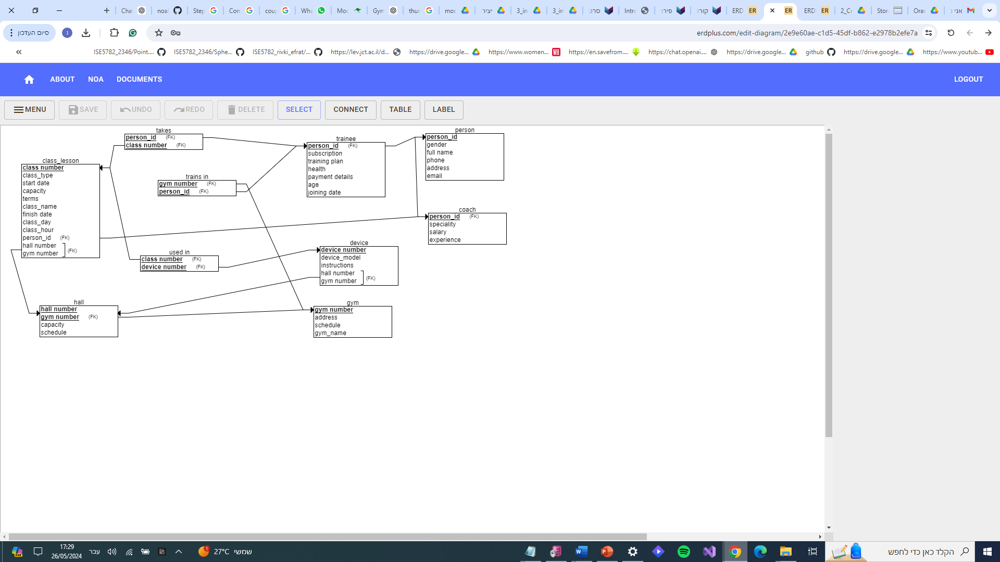 Cha
noal
Step
Con
cou
Wha
Moc
Gym
thur
moc
יציר
3_in
3_in
סרט
Intro
פירו
קורס
ERD
ERD
2_Cr
Stor
Orac
אני כ
סיום העדכון
נ
erdplus.com/edit-diagram/2e9e60ae-c1d5-45df-b862-e2978b2efe7a
ISE5782_2346/Point....
ISE5782_2346/Sphe...
ISE5782_rivki_efrat/...
https://lev.jct.ac.il/d...
https://drive.google...
https://www.women...
https://en.savefrom....
https://chat.openai....
https://drive.google...
github
https://drive.google...
https://www.youtub...
ABOUT
NOA
DOCUMENTS
LOGOUT
MENU
SAVE
UNDO
REDO
DELETE
SELECT
CONNECT
TABLE
LABEL
takes
person_id (FK)
class number (FK)
trainee
person_id (FK)
subscription
training plan
health
payment details
age
joining date
person
person_id
gender
full name
phone
address
email
class_lesson
class number
class_type
start date
capacity
terms
class_name
finish date
class_day
class_hour
person_id (FK)
hall number
gym number
(FK)
trains in
gym number (FK)
person_id (FK)
coach
person_id (FK)
speciality
salary
experience
used in
class number (FK)
device number (FK)
device
device number
device_model
instructions
hall number
gym number
(FK)
hall
hall number
gym number (FK)
capacity
schedule
gym
gym number
address
schedule
gym_name
PRE
17:29
26/05/2024
עבר
1
27°C שמשי
הקלד כאן כדי לחפש